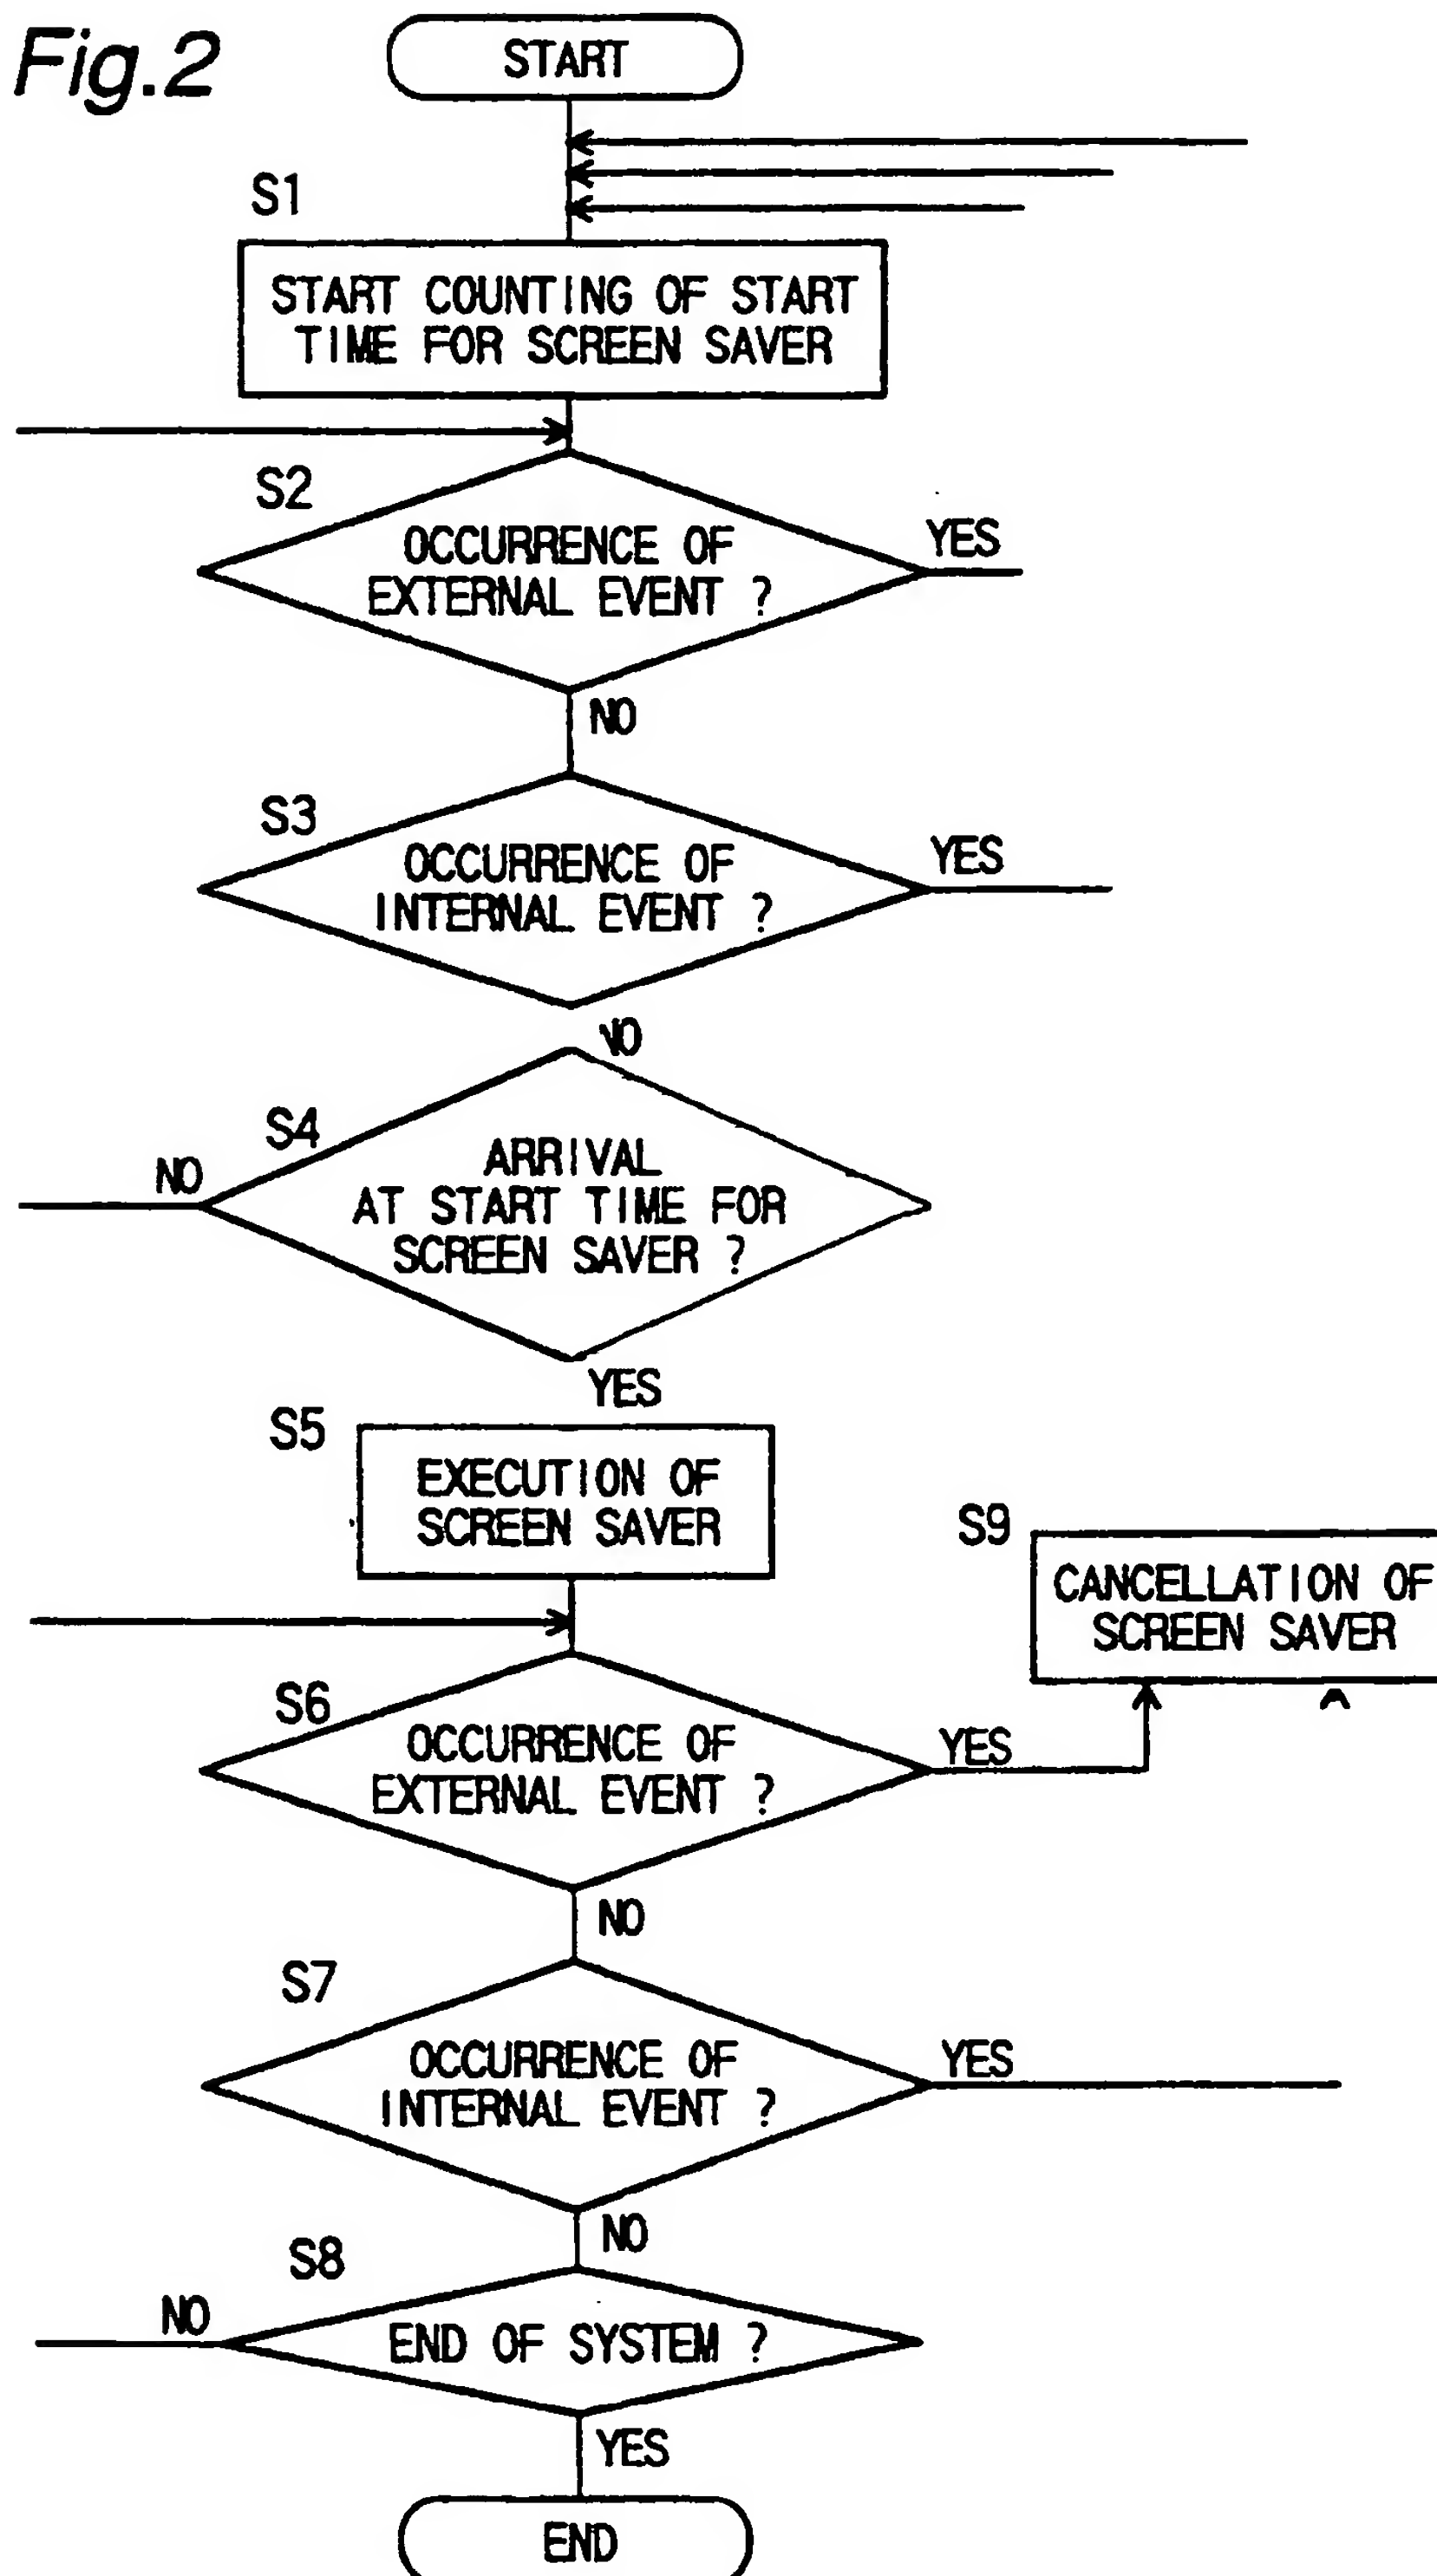 Fig.2
START
S1
START COUNTING OF START
TIME FOR SCREEN SAVER
S2
OCCURRENCE OF
EXTERNAL EVENT ?
YES
NO
S3
OCCURRENCE OF
INTERNAL EVENT ?
YES
NO
S4
NO
ARRIVAL
AT START TIME FOR
SCREEN SAVER ?
YES
S5
EXECUTION OF
SCREEN SAVER
S9
CANCELLATION OF
SCREEN SAVER
S6
OCCURRENCE OF
EXTERNAL EVENT ?
YES
NO
S7
OCCURRENCE OF
INTERNAL EVENT ?
YES
NO
S8
NO
END OF SYSTEM ?
YES
END